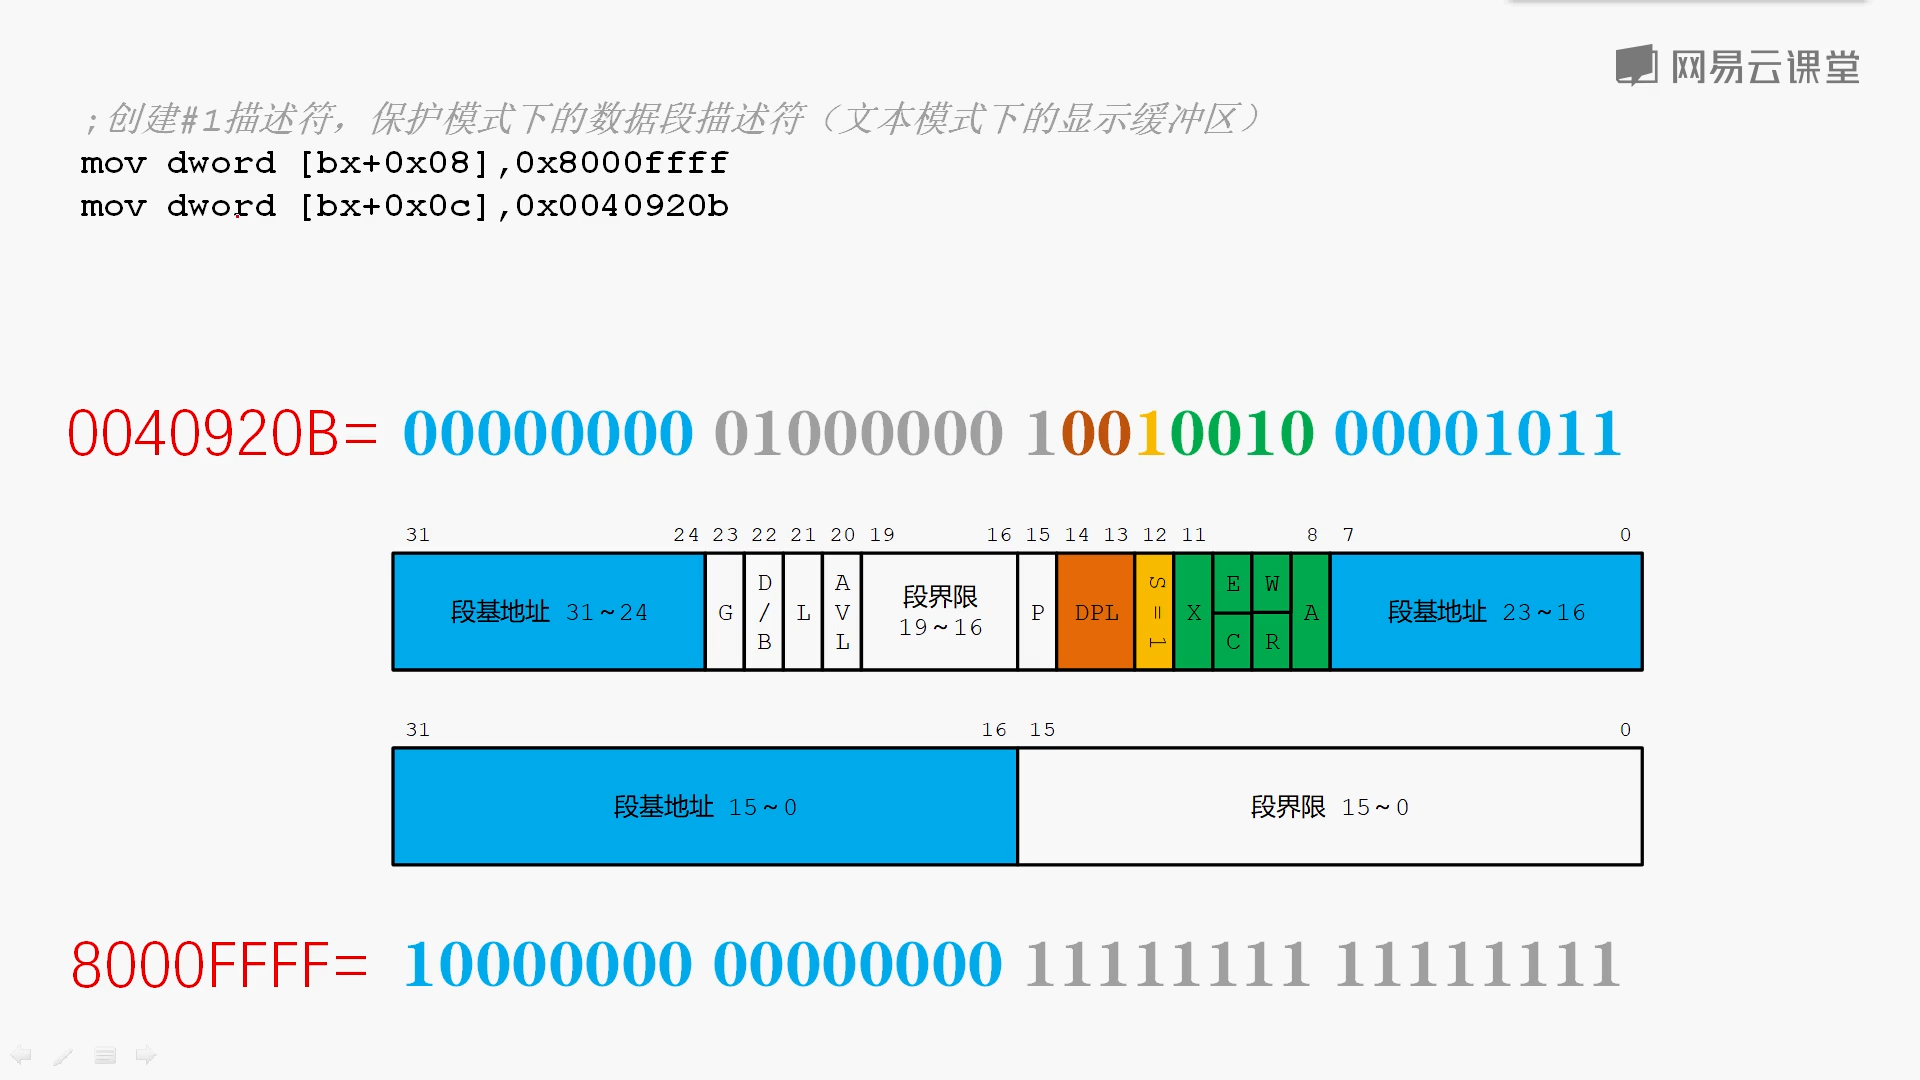 网易云课堂
;创建#1描述符，保护模式下的数据段描述符（文本模式下的显示缓冲区）
mov dword [bx+0x08],0x8000ffff
mov dword [bx+0x0c],0x0040920b
0040920B= 00000000 01000000 10010010 00001011
31 24 23 22 21 20 19 16 15 14 13 12 11 8 7 0
段基地址 31～24 G D/B L AVL 段界限 19～16 P DPL S=1 X E W C R A 段基地址 23～16
31 16 15 0
段基地址 15～0 段界限 15～0
8000FFFF= 10000000 00000000 11111111 11111111